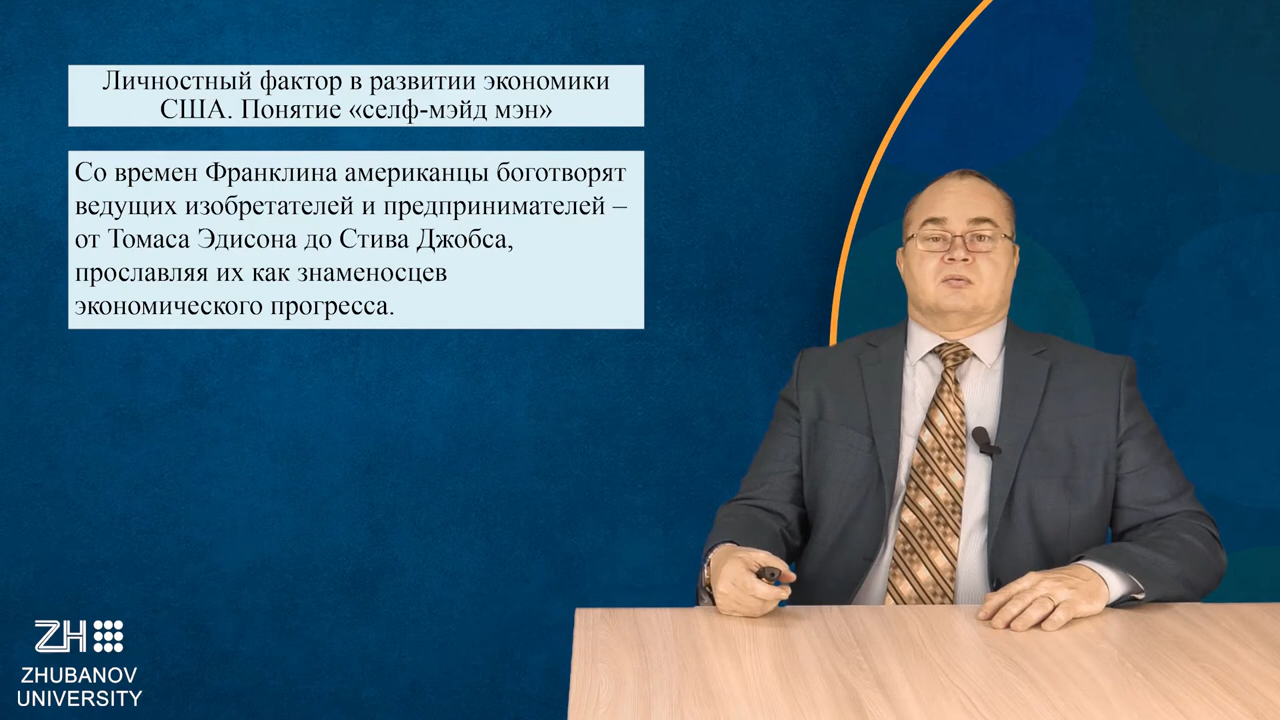 Личностный фактор в развитии экономики
США. Понятие «селф-мэйд мэн»
Со времен Франклина американцы боготворят
ведущих изобретателей и предпринимателей –
от Томаса Эдисона до Стива Джобса,
прославляя их как знаменосцев
экономического прогресса.
ZH
ZHUBANOV
UNIVERSITY